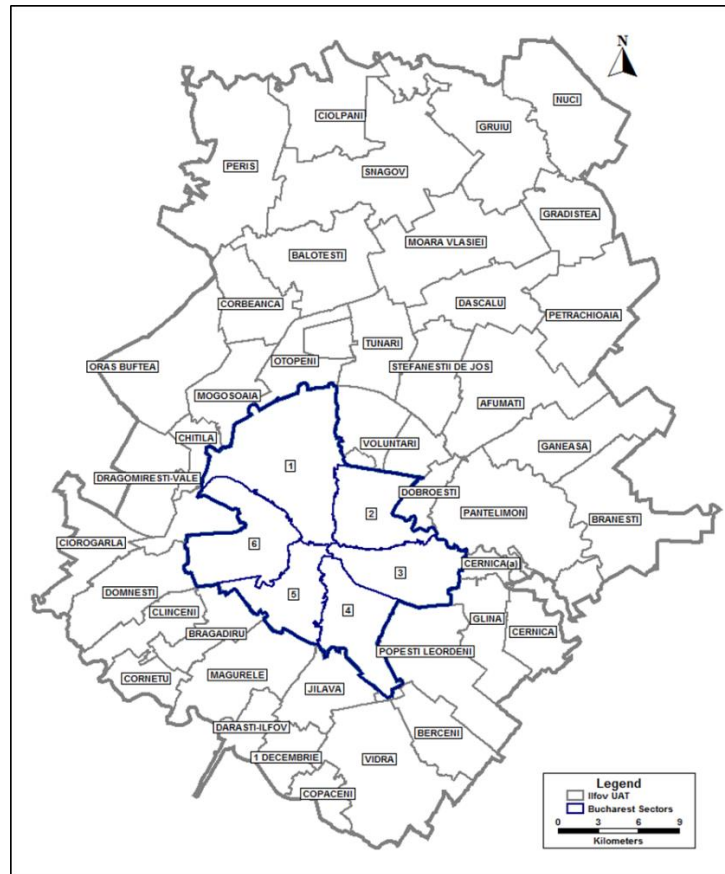 N
NUCI
CIOLPANI
GRUIU
PERIS
SNAGOV
GRADISTEA
MOARA VLASIEI
BALOTESTI
CORBEANCA
DASCALU
PETRACHIOAIA
TUNARI
OTOPENI
ORAS BUFTEA
STEFANESTII DE JOS
MOGOSOAIA
AFUMATI
CHITILA
VOLUNTARI
GANEASA
1
DRAGOMIRESTI-VALE
DOBROESTI
PANTELIMON
2
BRANESTI
CIOROGARLA
6
3
CERNICA(a)
DOMNESTI
5
4
CLINCENI
GLINA
CERNICA
BRAGADIRU
POPESTI LEORDENI
CORNETU
MAGURELE
JILAVA
DARASTI-ILFOV
BERCENI
1 DECEMBRIE
VIDRA
COPACENI
Legend
Ilfov UAT
Bucharest Sectors
0 3 6 9
Kilometers